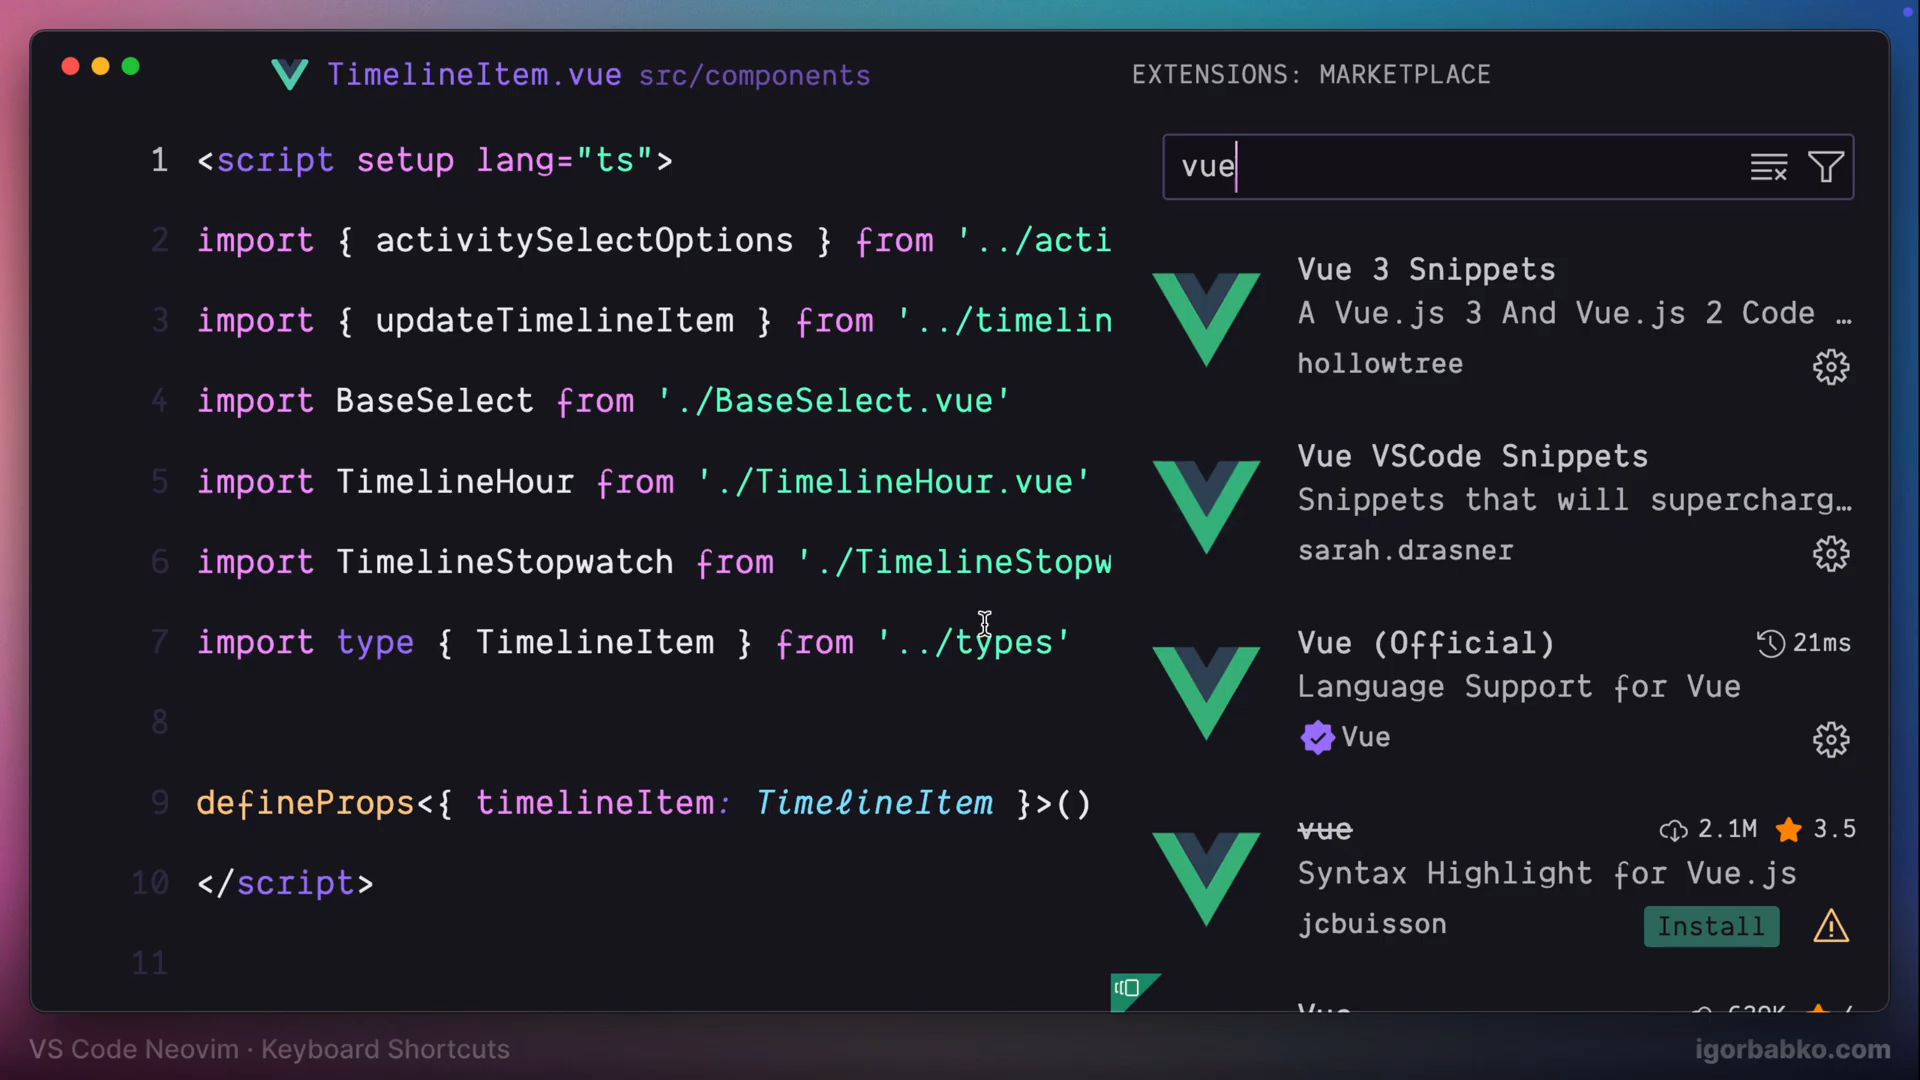 TimelineItem.vue src/components
1 <script setup lang="ts">
2 import { activitySelectOptions } from '../acti
3 import { updateTimelineItem } from '../timelin
4 import BaseSelect from './BaseSelect.vue'
5 import TimelineHour from './TimelineHour.vue'
6 import TimelineStopwatch from './TimelineStopw
7 import type { TimelineItem } from '../types'
8
9 defineProps<{ timelineItem: TimelineItem }>()
10 </script>
11
EXTENSIONS: MARKETPLACE
vue
Vue 3 Snippets
A Vue.js 3 And Vue.js 2 Code …
hollowtree
Vue VSCode Snippets
Snippets that will supercharg…
sarah.drasner
Vue (Official) 21ms
Language Support for Vue
Vue
vue 2.1M 3.5
Syntax Highlight for Vue.js
jcbuisson Install
Vue
VS Code Neovim · Keyboard Shortcuts
igorbabko.com